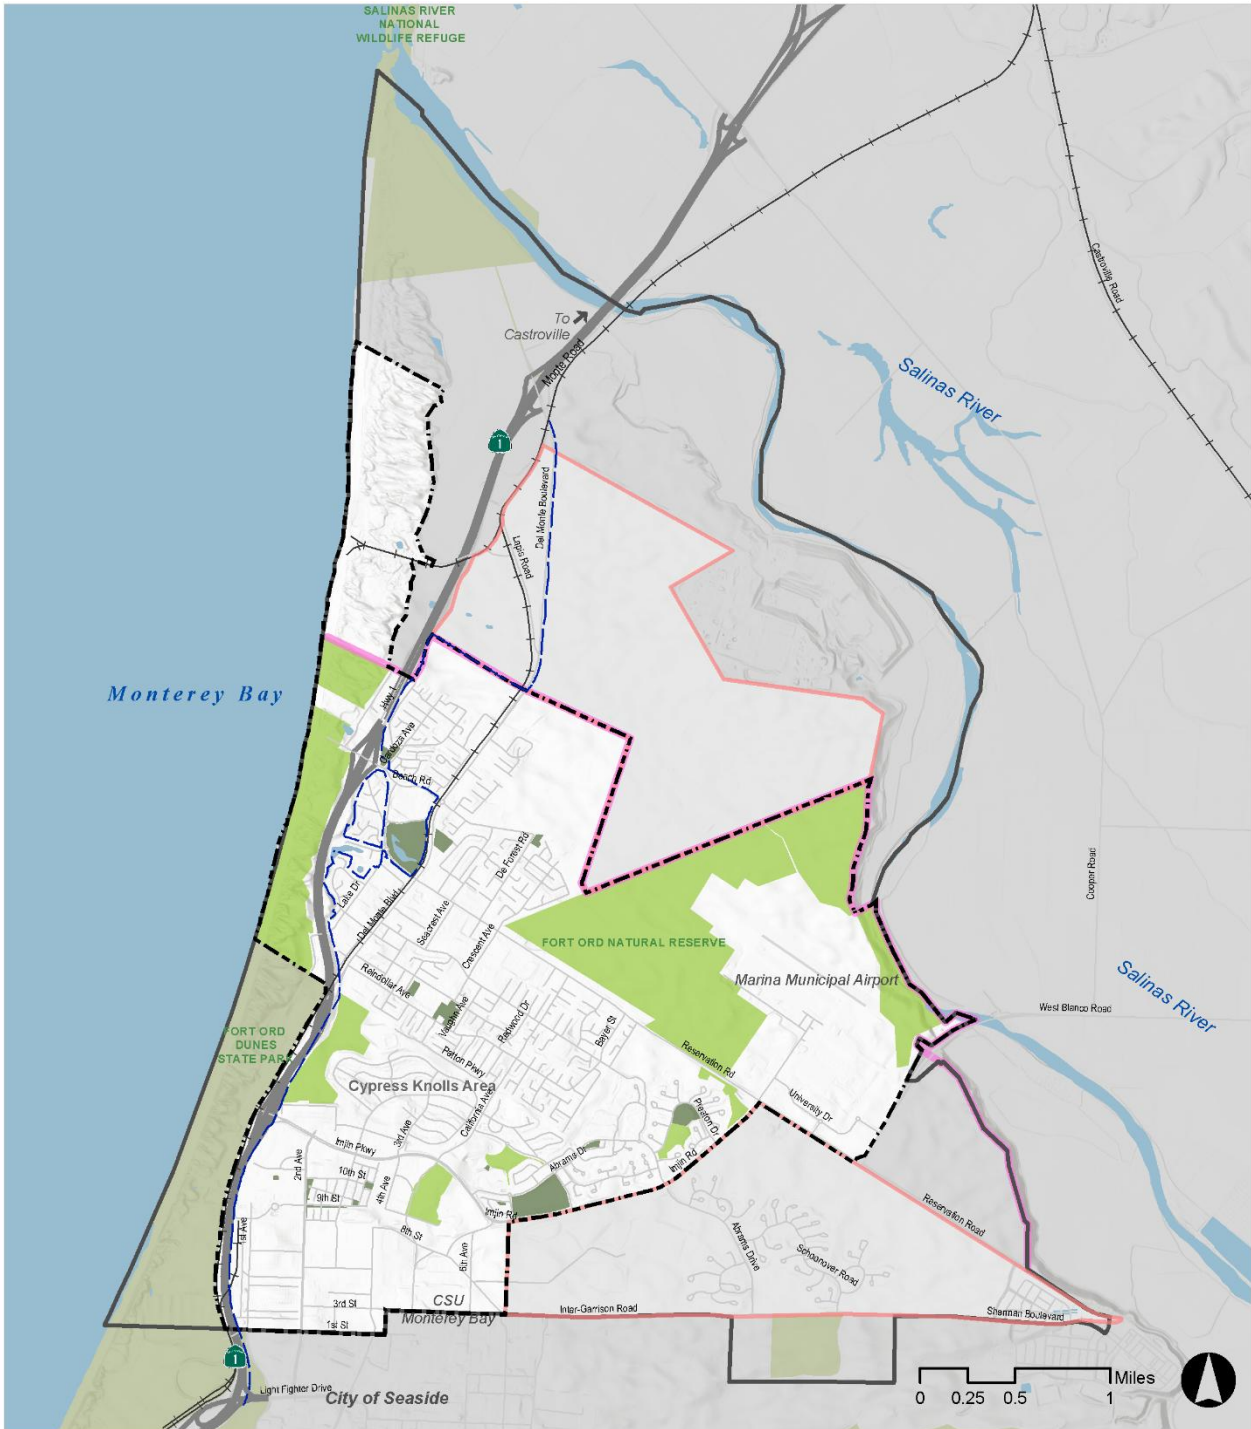 SALINAS RIVER
NATIONAL
WILDLIFE REFUGE
Castroville Road
To
Castroville
Monte Road
Salinas River
1
Del Monte Boulevard
Lapis Road
Monterey Bay
Hwy 1
Cardoza Ave
Beach Rd
De Forest Rd
Cooper Road
Lake Dr
Del Monte Blvd
Seacrest Ave
Crescent Ave
FORT ORD NATURAL RESERVE
Marina Municipal Airport
Salinas River
Reindollar Ave
Vaughn Ave
Redwood Dr
Bayer St
West Blanco Road
FORT ORD
DUNES
STATE PARK
Patton Pkwy
Reservation Rd
Cypress Knolls Area
California Ave
Preston Dr
University Dr
Imjin Pkwy
3rd Ave
2nd Ave
10th St
4th Ave
9th St
Abrams Dr
Imjin Rd
Imjin Rd
8th St
1st Ave
6th Ave
Abrams Drive
Schoonover Road
Reservation Road
3rd St
1st St
CSU
Monterey Bay
Inter-Garrison Road
Sherman Boulevard
1
Light Fighter Drive
City of Seaside
Miles
0 0.25 0.5 1